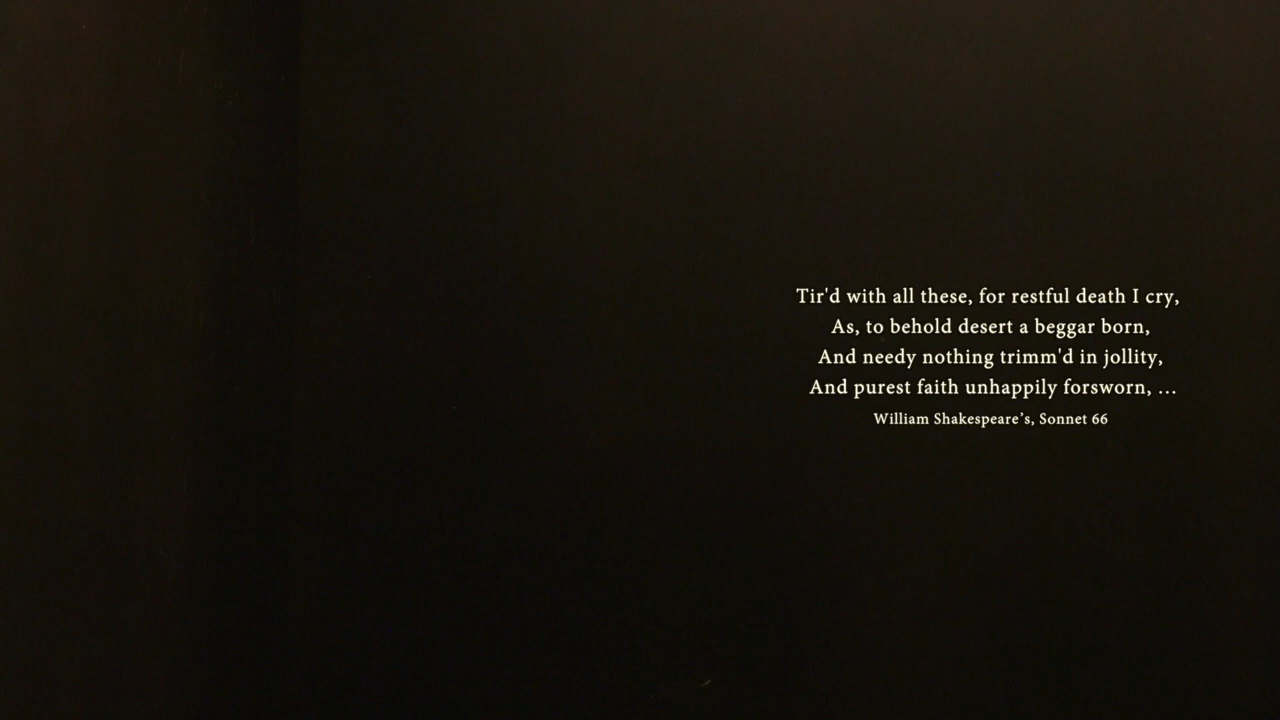 Tir'd with all these, for restful death I cry,
As, to behold desert a beggar born,
And needy nothing trimm'd in jollity,
And purest faith unhappily forsworn, ...
William Shakespeare’s, Sonnet 66